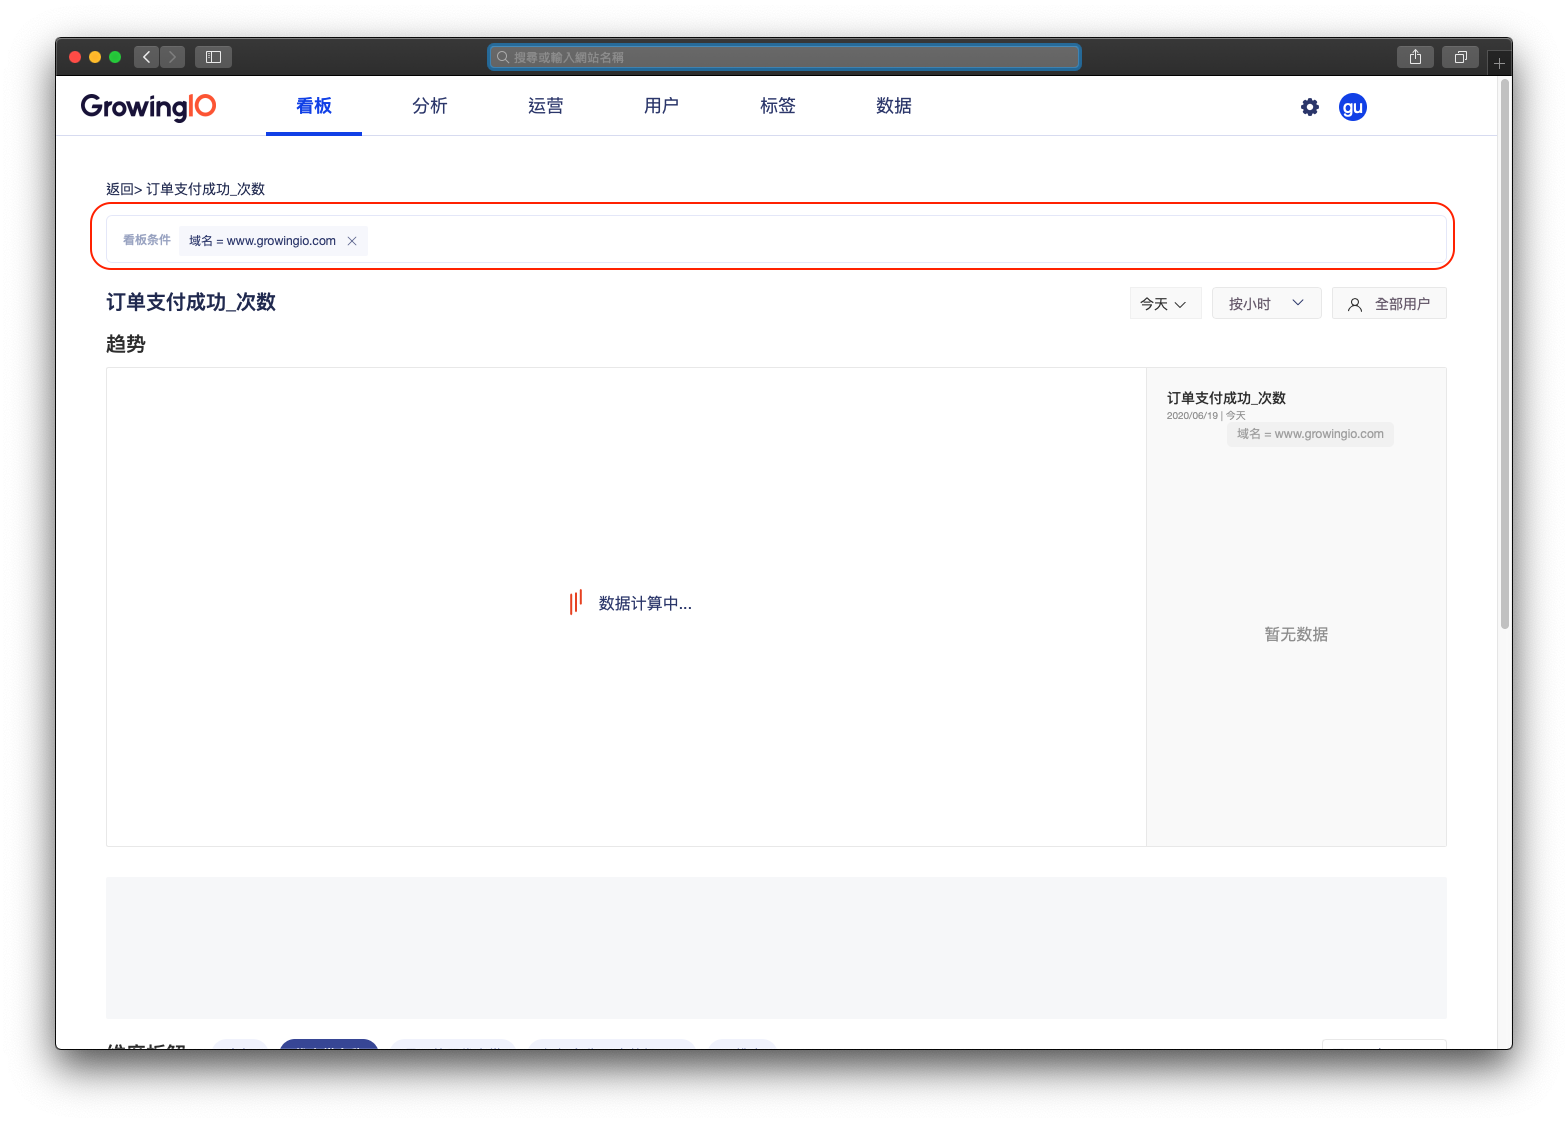 搜尋或輸入網站名稱
GrowingIO
看板 分析 运营 用户 标签 数据
gu
返回> 订单支付成功_次数
看板条件 域名 = www.growingio.com
订单支付成功_次数
今天 按小时 全部用户
趋势
订单支付成功_次数
2020/06/19 | 今天
域名 = www.growingio.com
数据计算中...
暂无数据